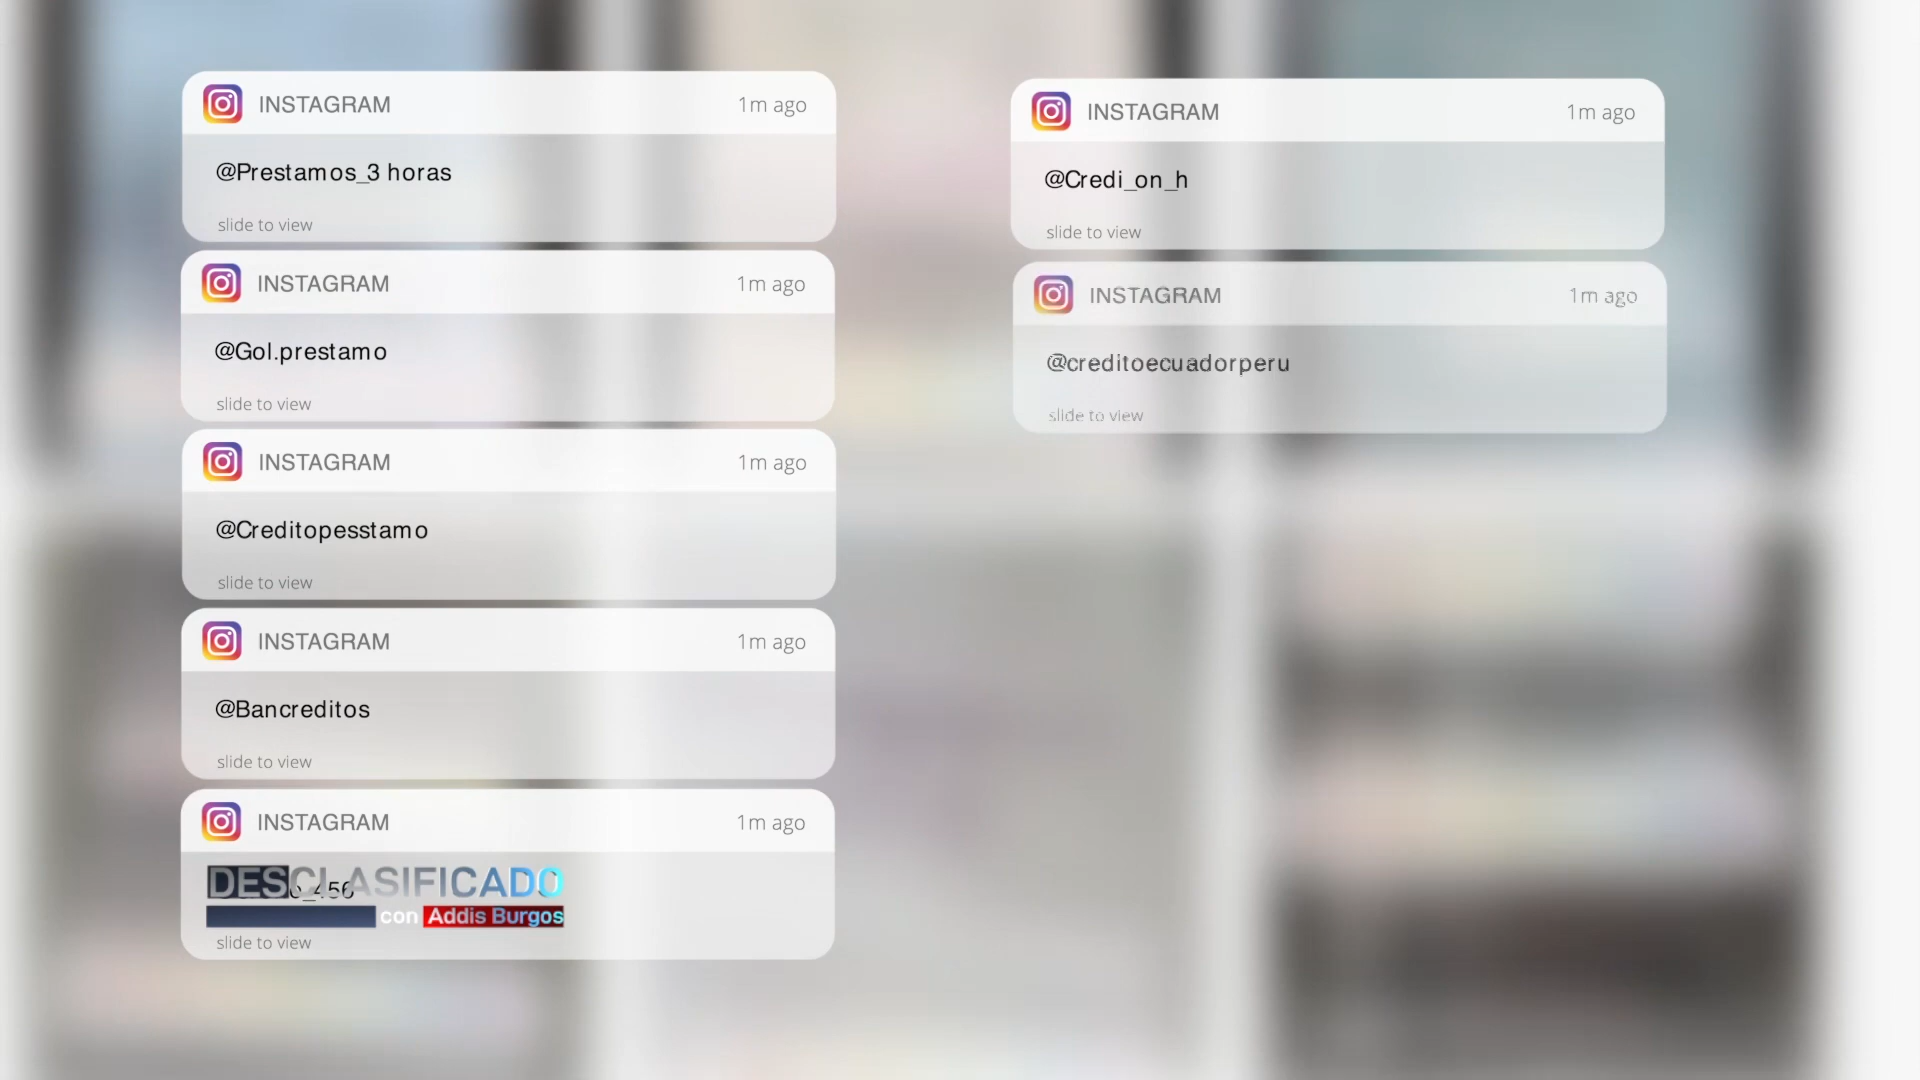 INSTAGRAM 1m ago
@Prestamos_3 horas
slide to view
INSTAGRAM 1m ago
@Gol.prestamo
slide to view
INSTAGRAM 1m ago
@Creditopesstamo
slide to view
INSTAGRAM 1m ago
@Bancreditos
slide to view
INSTAGRAM 1m ago
DESCLASIFICADO
con Addis Burgos
slide to view
INSTAGRAM 1m ago
@Credi_on_h
slide to view
INSTAGRAM 1m ago
@creditoecuadorperu
slide to view